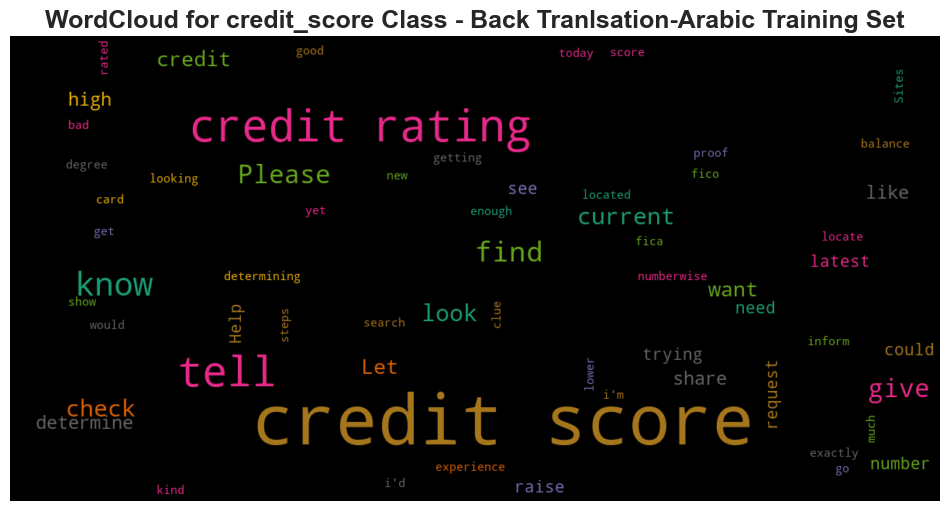 WordCloud for credit_score Class - Back Tranlsation-Arabic Training Set
rated
credit
good
today
score
Sites
high
bad
credit rating
balance
proof
degree
getting
looking
Please
new
fico
see
located
like
card
yet
enough
current
get
fica
locate
find
latest
know
determining
numberwise
want
show
need
would
Help
steps
search
look
clue
inform
trying
could
tell
Let
lower
share
request
give
i'm
check
determine
credit score
much
exactly
number
experience
go
kind
i'd
raise